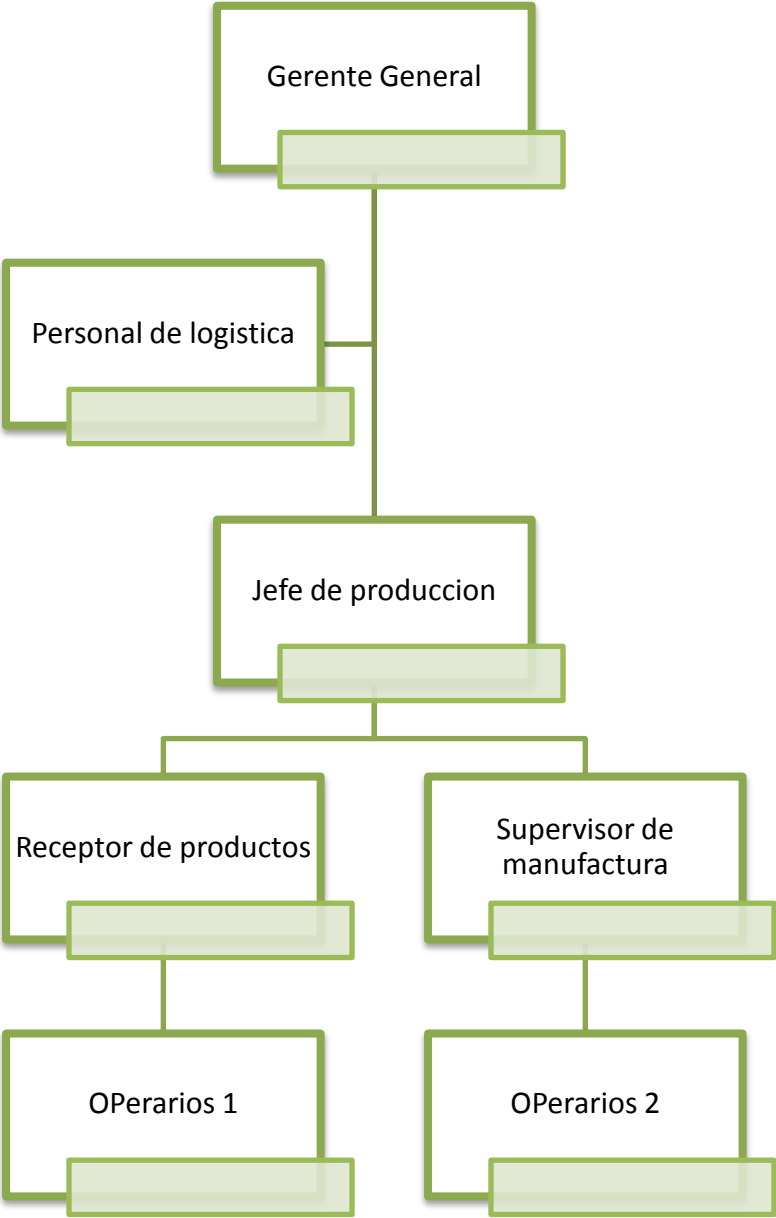 Gerente General
Personal de logistica
Jefe de produccion
Receptor de productos
Supervisor de
manufactura
OPerarios 1
OPerarios 2